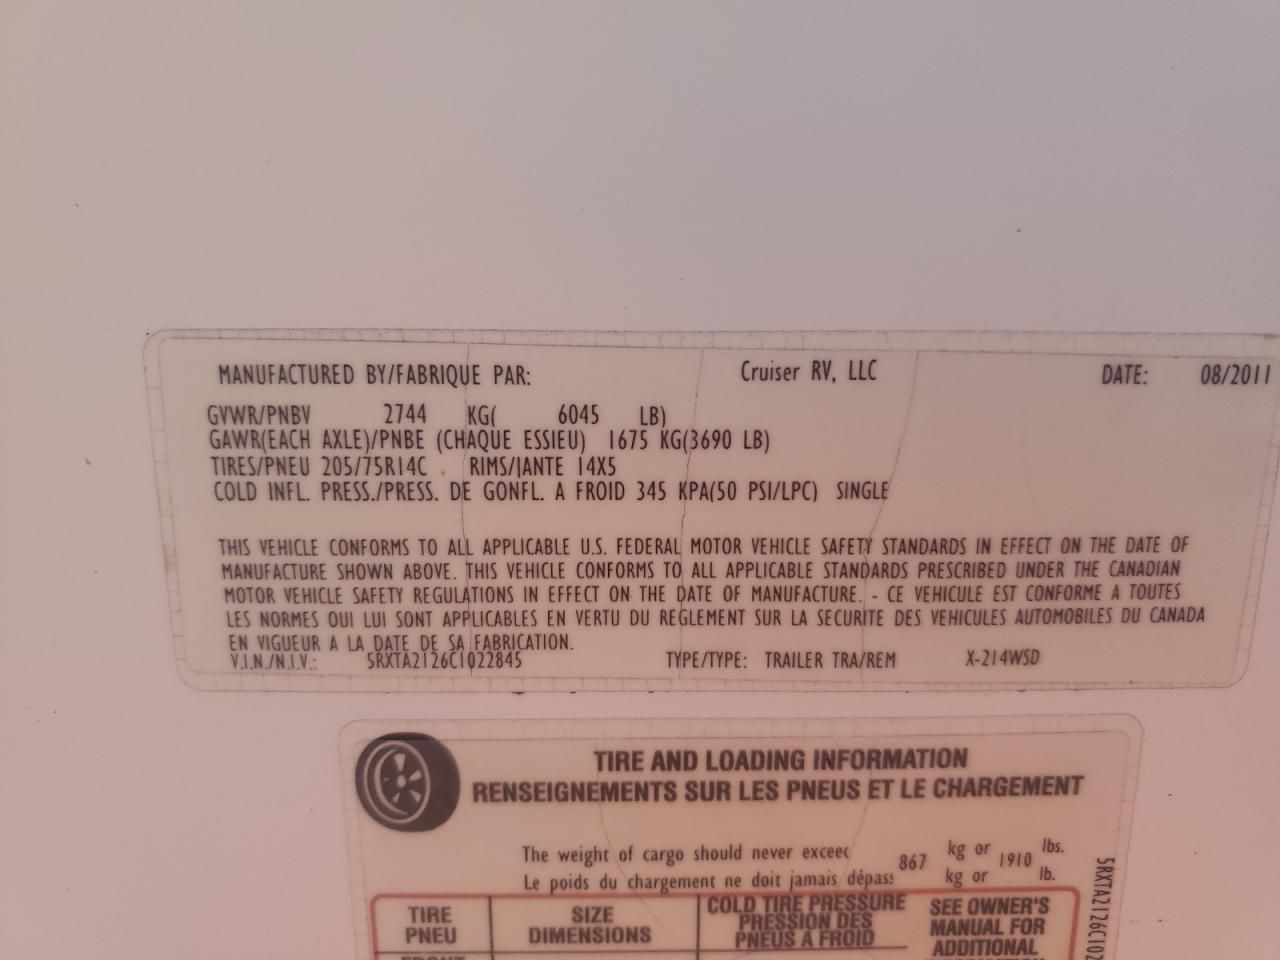 MANUFACTURED BY/FABRIQUE PAR: Cruiser RV, LLC DATE: 08/2011
GVWR/PNBV 2744 KG( 6045 LB)
GAWR(EACH AXLE)/PNBE (CHAQUE ESSIEU) 1675 KG(3690 LB)
TIRES/PNEU 205/75R14C RIMS/JANTE 14X5
COLD INFL. PRESS./PRESS. DE GONFL. A FROID 345 KPA(50 PSI/LPC) SINGLE
THIS VEHICLE CONFORMS TO ALL APPLICABLE U.S. FEDERAL MOTOR VEHICLE SAFETY STANDARDS IN EFFECT ON THE DATE OF
MANUFACTURE SHOWN ABOVE. THIS VEHICLE CONFORMS TO ALL APPLICABLE STANDARDS PRESCRIBED UNDER THE CANADIAN
MOTOR VEHICLE SAFETY REGULATIONS IN EFFECT ON THE DATE OF MANUFACTURE. - CE VEHICULE EST CONFORME A TOUTES
LES NORMES QUI LUI SONT APPLICABLES EN VERTU DU REGLEMENT SUR LA SECURITE DES VEHICULES AUTOMOBILES DU CANADA
EN VIGUEUR A LA DATE DE SA FABRICATION.
V.I.N./N.I.V.: 5RXTA2126C1022845 TYPE/TYPE: TRAILER TRA/REM X-214WSD
TIRE AND LOADING INFORMATION
RENSEIGNEMENTS SUR LES PNEUS ET LE CHARGEMENT
The weight of cargo should never exceec 867 kg or 1910 lbs.
Le poids du chargement ne doit jamais dépass kg or lb.
TIRE
PNEU
SIZE
DIMENSIONS
COLD TIRE PRESSURE
PRESSION DES
PNEUS A FROID
SEE OWNER'S
MANUAL FOR
ADDITIONAL
5RXTA2126C102